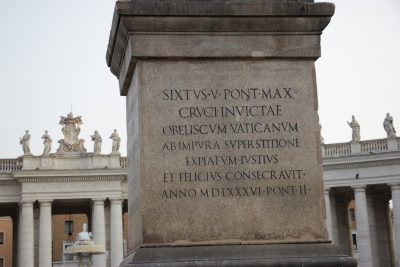 SIXTVS·V·PONT·MAX·
CRVCI INVICTAE
OBELISCVM VATICANVM
AB IMPVRA SVPERSTITIONE
EXPIATVM·IVSTIVS
ET FELICIVS CONSECRAVIT·
ANNO MDLXXXVI·PONT·II·